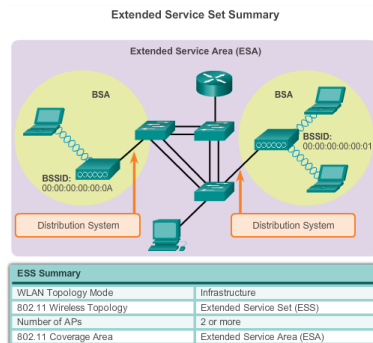 Extended Service Set Summary
Extended Service Area (ESA)
BSA
BSA
BSSID:
00:00:00:00:00:01
BSSID:
00:00:00:00:00:0A
Distribution System
Distribution System
ESS Summary
WLAN Topology Mode Infrastructure
802.11 Wireless Topology Extended Service Set (ESS)
Number of APs 2 or more
802.11 Coverage Area Extended Service Area (ESA)